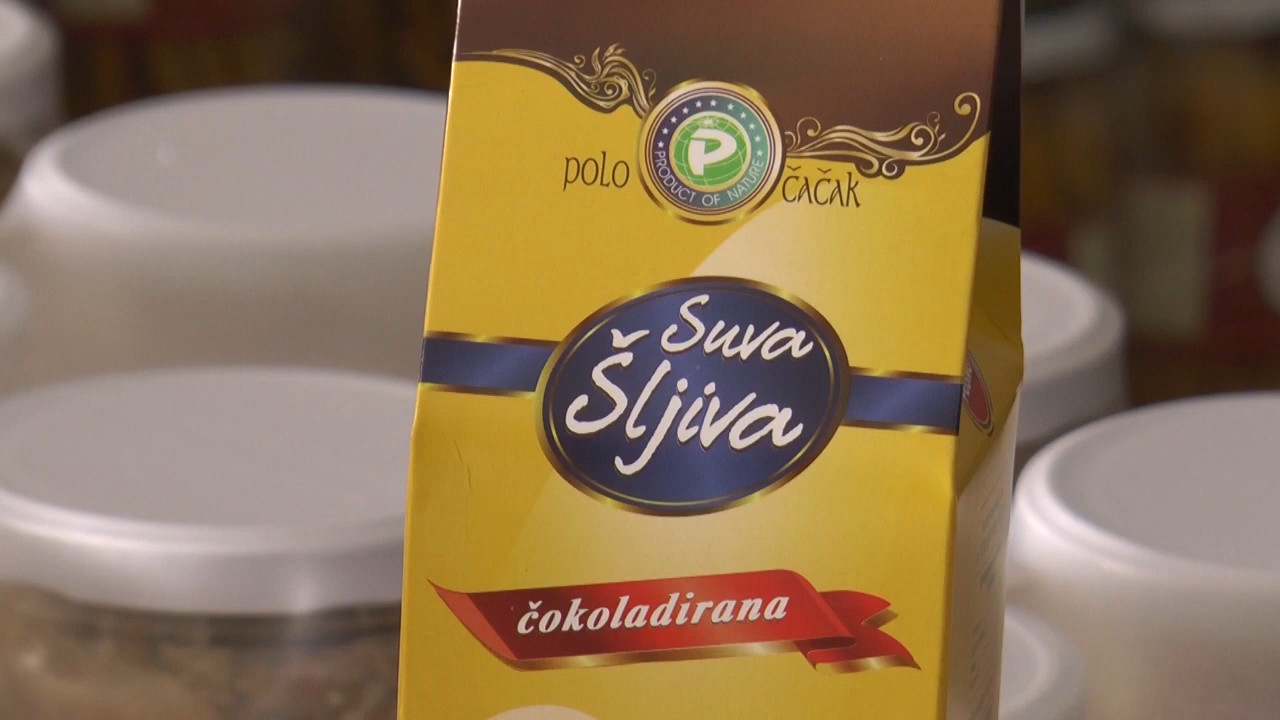 polo
P
PRODUCT OF NATURE
čačak
Suva
Šljiva
čokoladirana